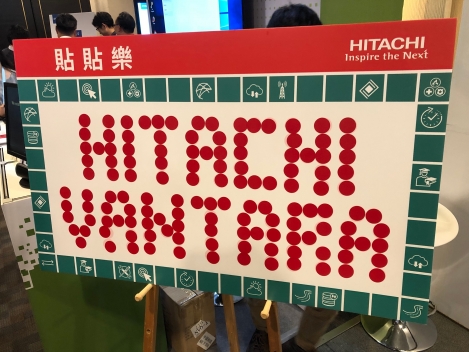 貼貼樂
HITACHI
Inspire the Next
HITACHI
VANTARA